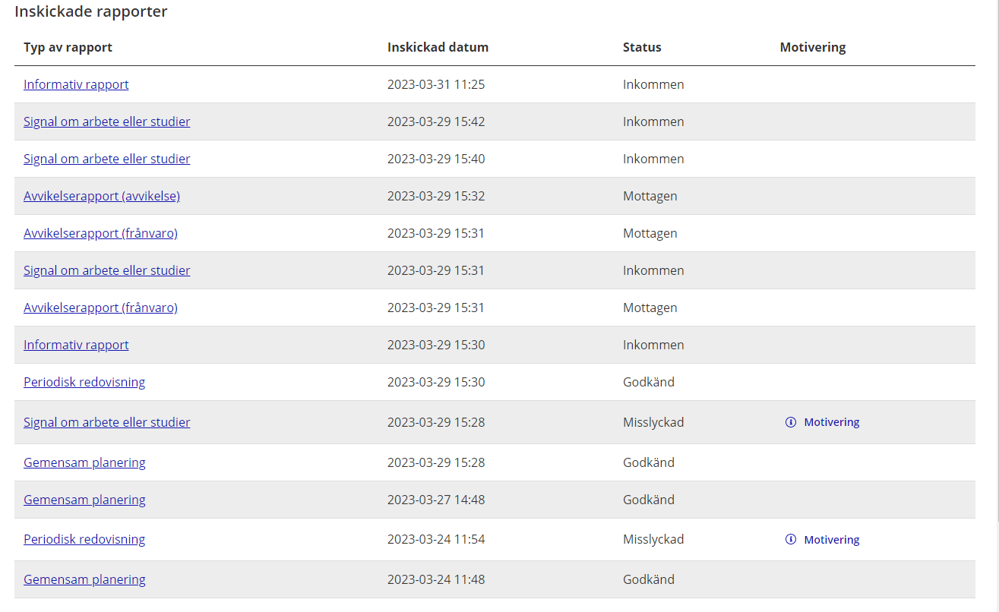 Inskickade rapporter
Typ av rapport Inskickad datum Status Motivering
Informativ rapport 2023-03-31 11:25 Inkommen
Signal om arbete eller studier 2023-03-29 15:42 Inkommen
Signal om arbete eller studier 2023-03-29 15:40 Inkommen
Avvikelserapport (avvikelse) 2023-03-29 15:32 Mottagen
Avvikelserapport (frånvaro) 2023-03-29 15:31 Mottagen
Signal om arbete eller studier 2023-03-29 15:31 Inkommen
Avvikelserapport (frånvaro) 2023-03-29 15:31 Mottagen
Informativ rapport 2023-03-29 15:30 Inkommen
Periodisk redovisning 2023-03-29 15:30 Godkänd
Signal om arbete eller studier 2023-03-29 15:28 Misslyckad Motivering
Gemensam planering 2023-03-29 15:28 Godkänd
Gemensam planering 2023-03-27 14:48 Godkänd
Periodisk redovisning 2023-03-24 11:54 Misslyckad Motivering
Gemensam planering 2023-03-24 11:48 Godkänd